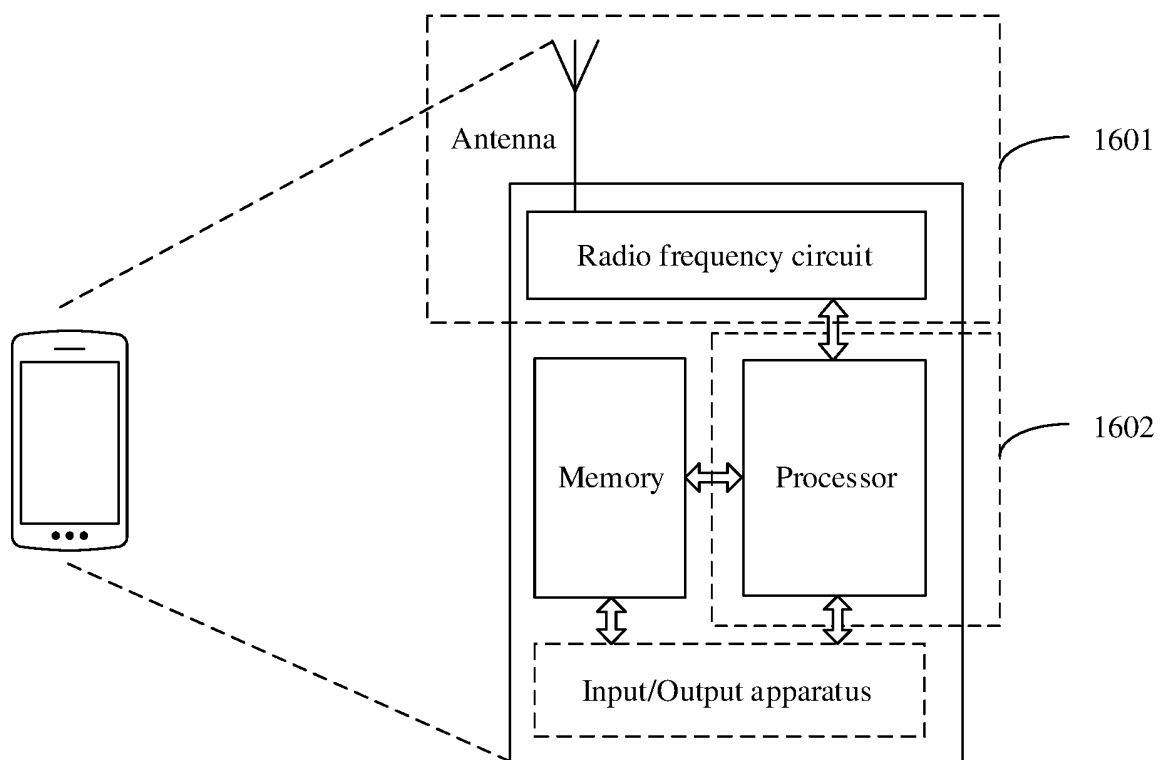 Antenna
1601
Radio frequency circuit
1602
Memory
Processor
Input/Output apparatus